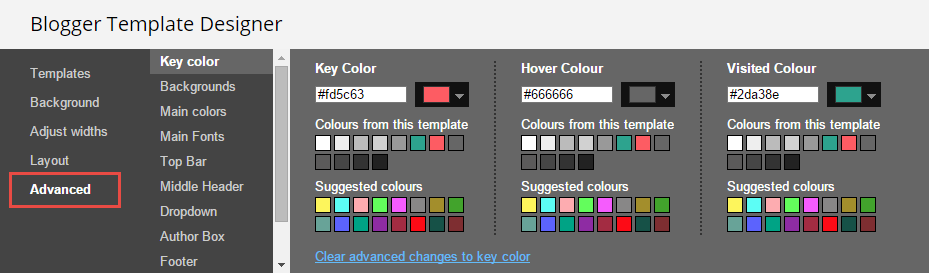 Blogger Template Designer
Templates
Background
Adjust widths
Layout
Advanced
Key color
Backgrounds
Main colors
Main Fonts
Top Bar
Middle Header
Dropdown
Author Box
Footer
Key Color
#fd5c63
Colours from this template
Suggested colours
Hover Colour
#666666
Colours from this template
Suggested colours
Visited Colour
#2da38e
Colours from this template
Suggested colours
Clear advanced changes to key color